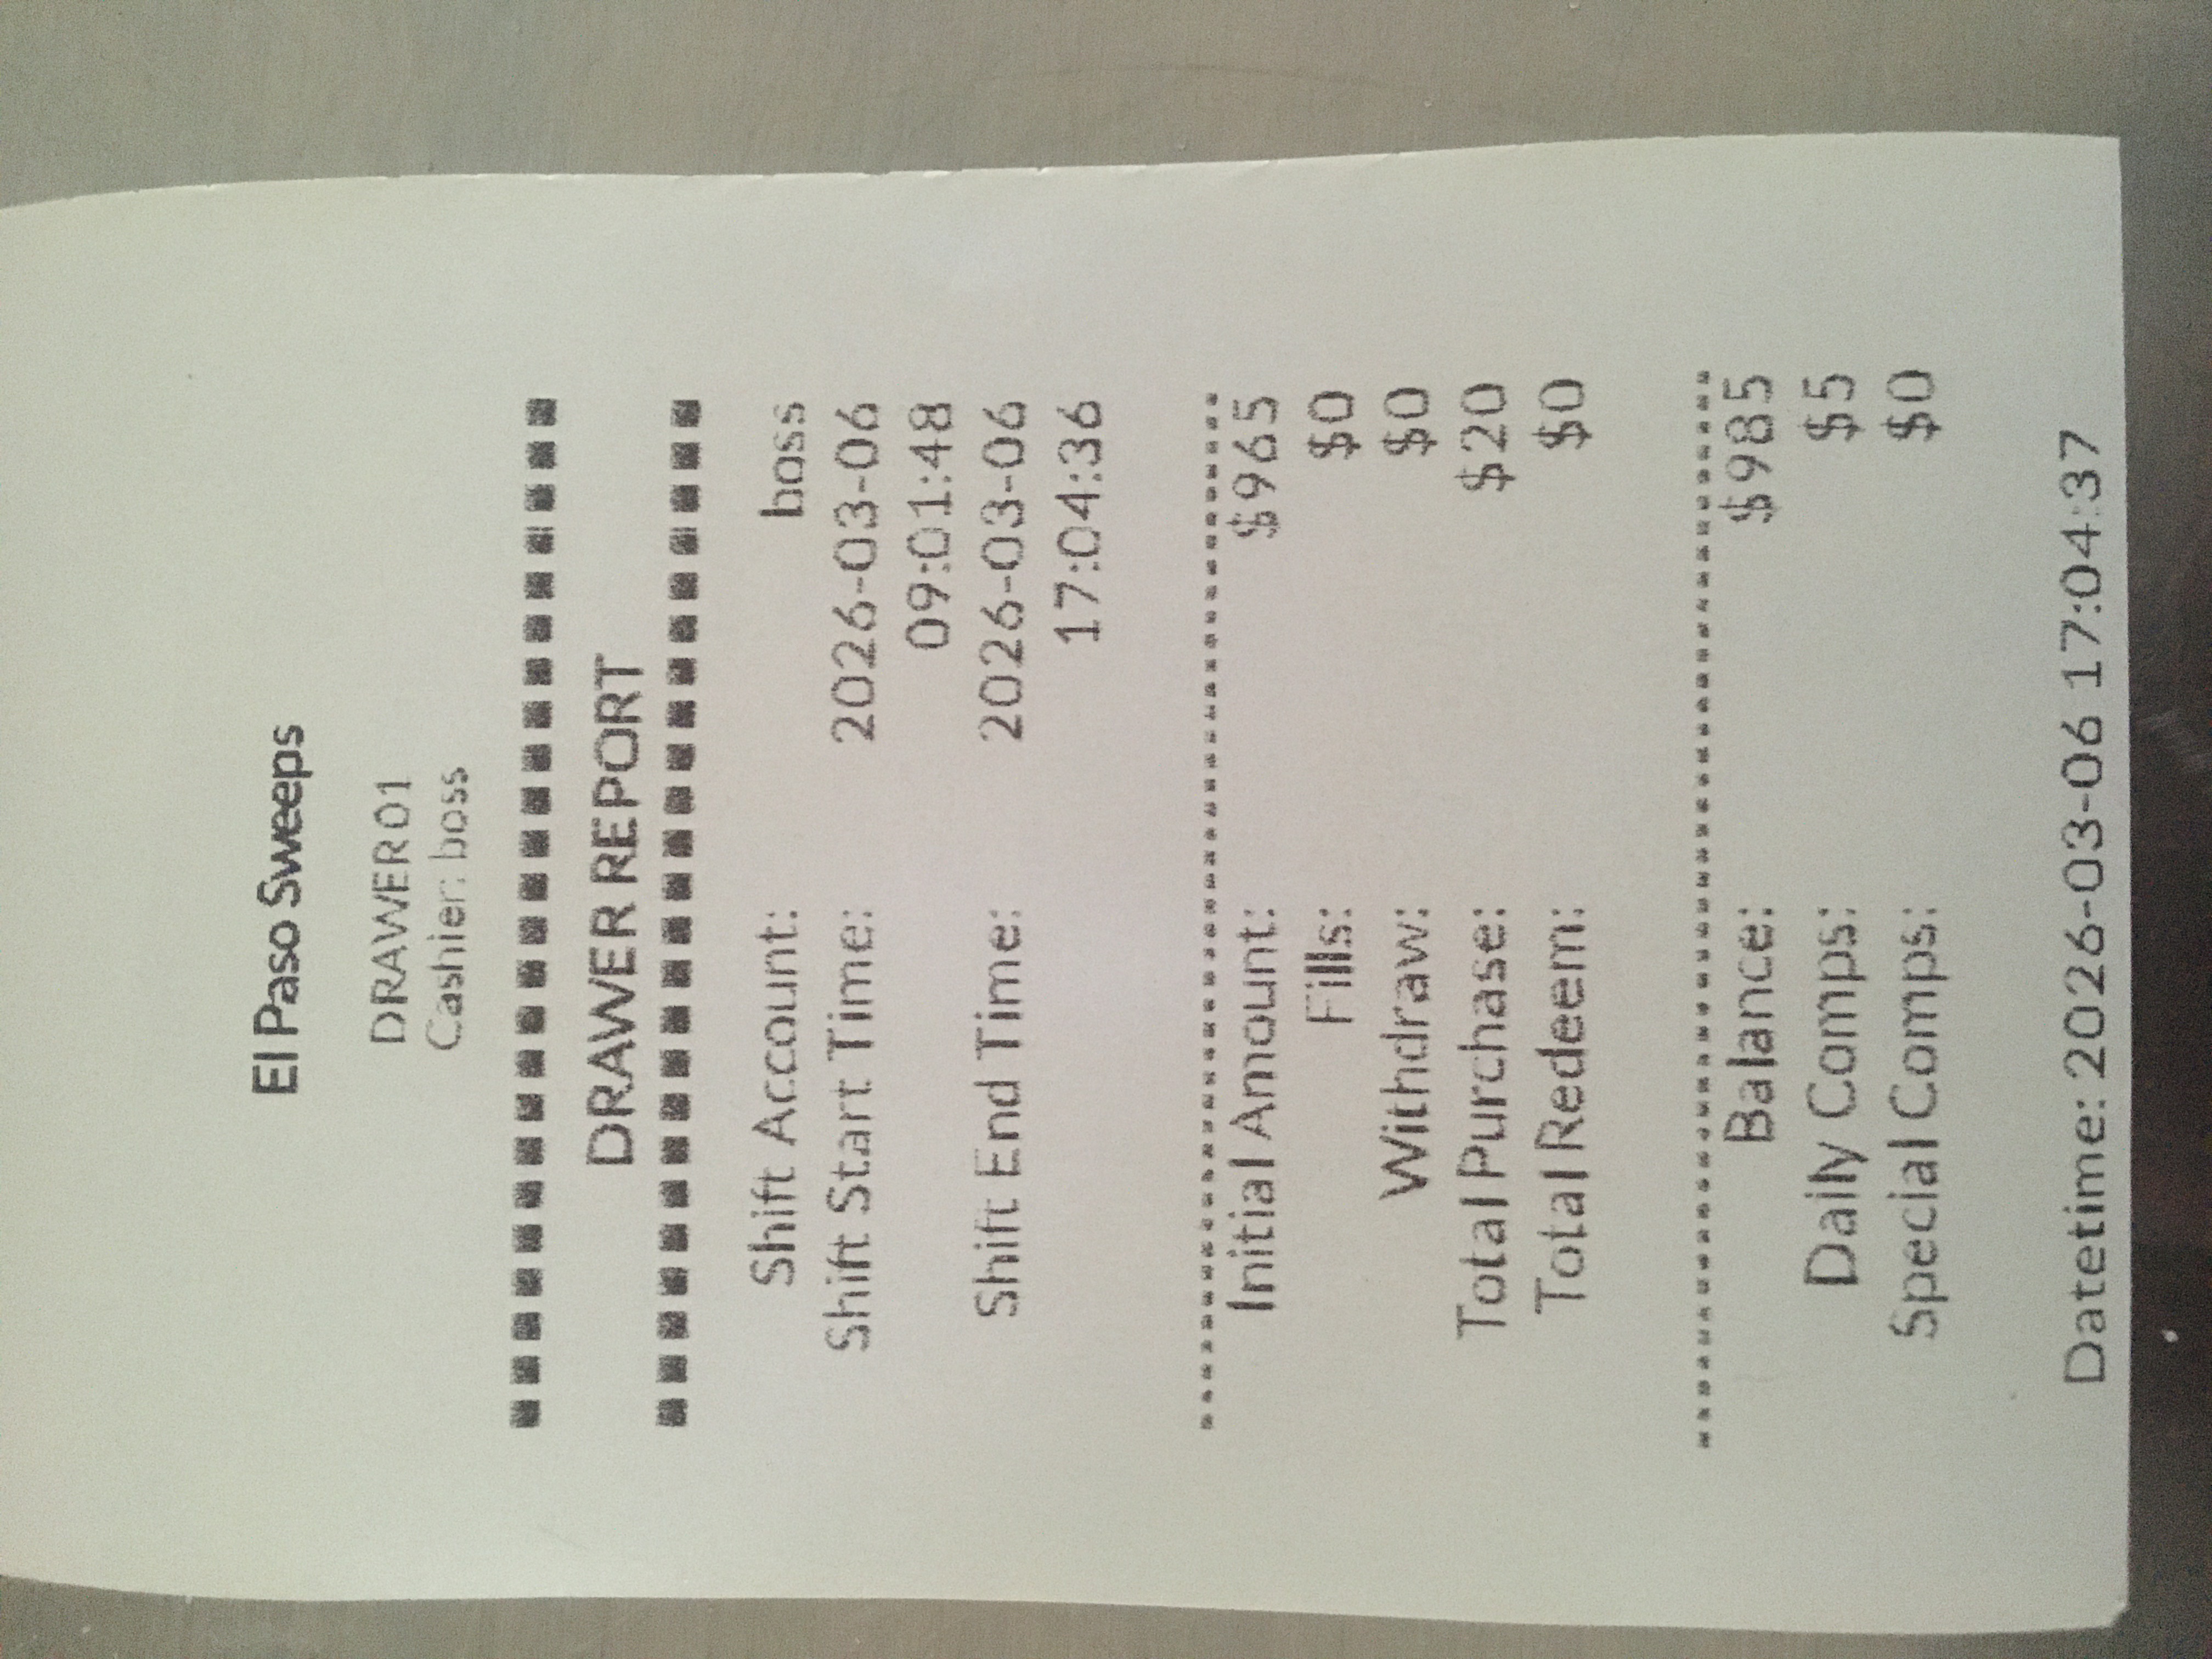 El Paso Sweeps
DRAWER01
Cashier: boss
DRAWER REPORT
Shift Account: boss
Shift Start Time: 2026-03-06
09:01:48
Shift End Time: 2026-03-06
17:04:36
Initial Amount: $965
Fills: $0
Withdraw: $0
Total Purchase: $20
Total Redeem: $0
Balance: $985
Daily Comps: $5
Special Comps: $0
Datetime: 2026-03-06 17:04:37